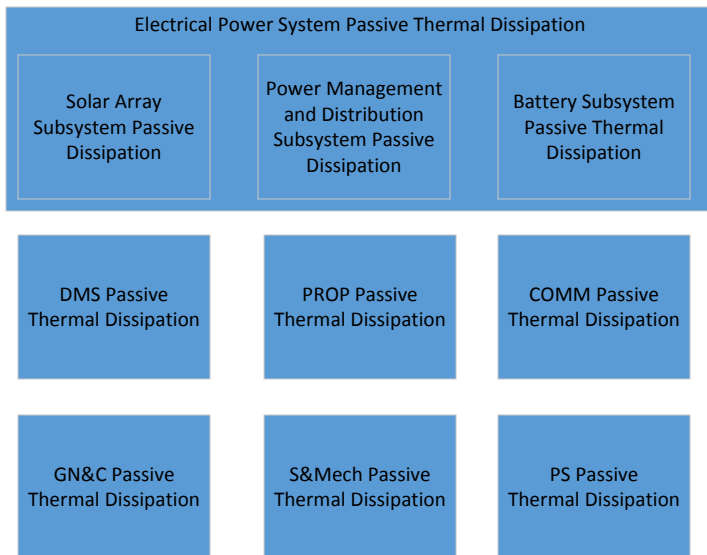 Electrical Power System Passive Thermal Dissipation
Solar Array
Subsystem Passive
Dissipation
Power Management
and Distribution
Subsystem Passive
Dissipation
Battery Subsystem
Passive Thermal
Dissipation
DMS Passive
Thermal Dissipation
PROP Passive
Thermal Dissipation
COMM Passive
Thermal Dissipation
GN&C Passive
Thermal Dissipation
S&Mech Passive
Thermal Dissipation
PS Passive
Thermal Dissipation